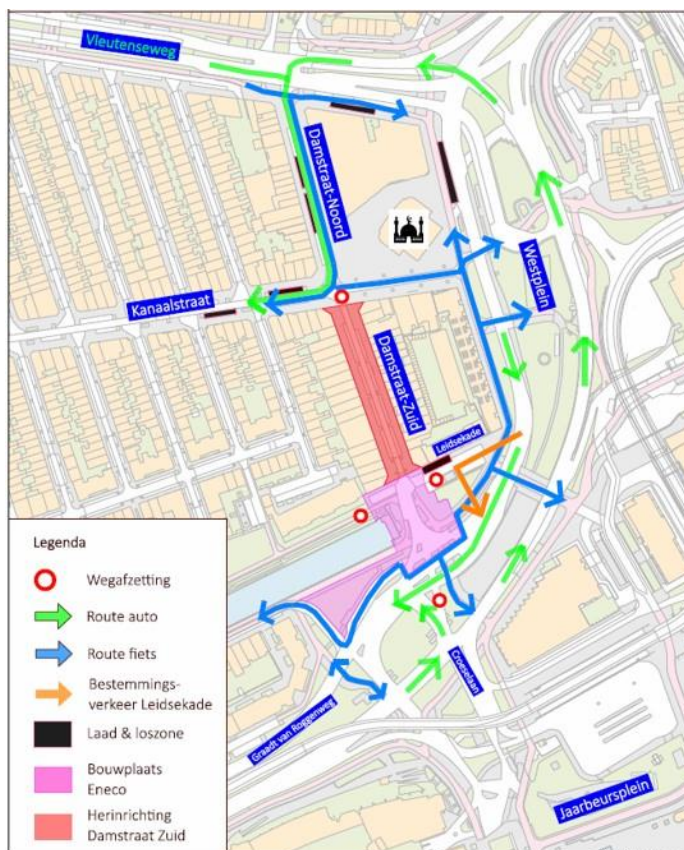 Vleutenseweg
Damstraat-Noord
Kanaalstraat
Westplein
Damstraat-Zuid
Leidsekade
Croeselaan
Graadt van Roggenweg
Jaarbeursplein
Legenda
Wegafzetting
Route auto
Route fiets
Bestemmings-
verkeer Leidsekade
Laad & loszone
Bouwplaats
Eneco
Herinrichting
Damstraat Zuid